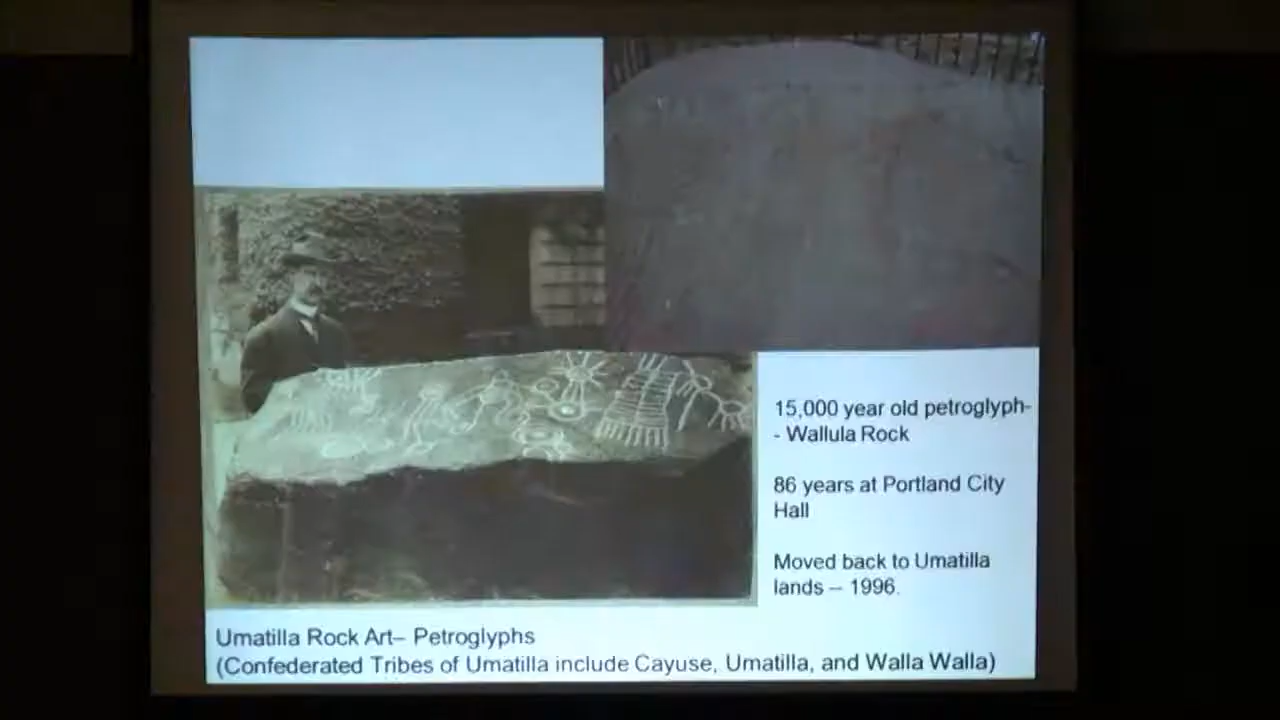 15,000 year old petroglyph-
- Wallula Rock
86 years at Portland City
Hall
Moved back to Umatilla
lands – 1996.
Umatilla Rock Art– Petroglyphs
(Confederated Tribes of Umatilla include Cayuse, Umatilla, and Walla Walla)